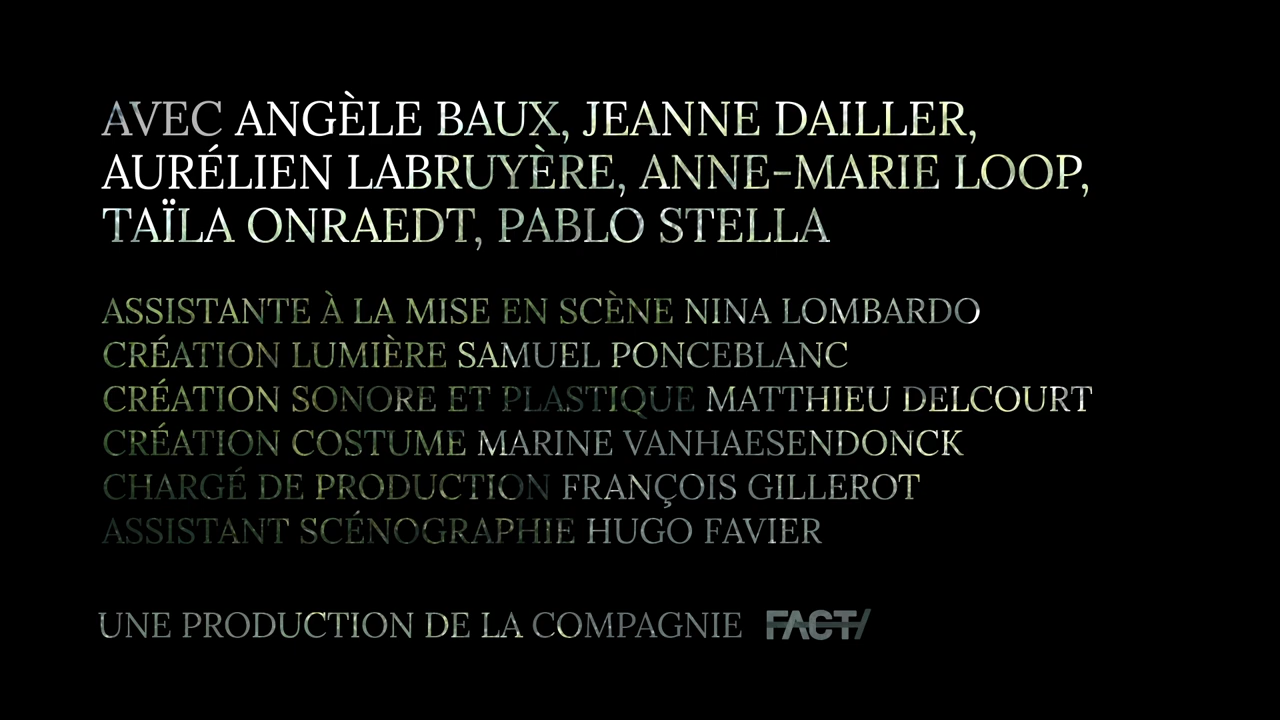 AVEC ANGÈLE BAUX, JEANNE DAILLER,
AURÉLIEN LABRUYÈRE, ANNE-MARIE LOOP,
TAÏLA ONRAEDT, PABLO STELLA
ASSISTANTE À LA MISE EN SCÈNE NINA LOMBARDO
CRÉATION LUMIÈRE SAMUEL PONCEBLANC
CRÉATION SONORE ET PLASTIQUE MATTHIEU DELCOURT
CRÉATION COSTUME MARINE VANHAESENDONCK
CHARGÉ DE PRODUCTION FRANÇOIS GILLEROT
ASSISTANT SCÉNOGRAPHIE HUGO FAVIER
UNE PRODUCTION DE LA COMPAGNIE FACT/